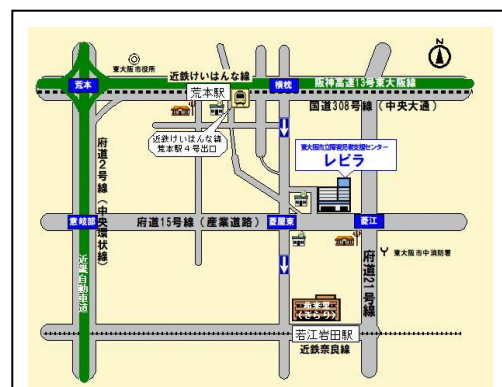 東大阪市役所
近鉄けいはんな線
阪神高速13号東大阪線
荒本
荒本駅
横枕
国道308号線（中央大通）
近鉄けいはんな線
荒本駅4号出口
東大阪市立障害児者支援センター
レピラ
府道2号線（中央環状線）
意岐部
府道15号線（産業道路）
菱屋東
菱江
近畿自動車道
府道21号線
東大阪市中消防署
希来里
（きらり）
若江岩田駅
近鉄奈良線
N